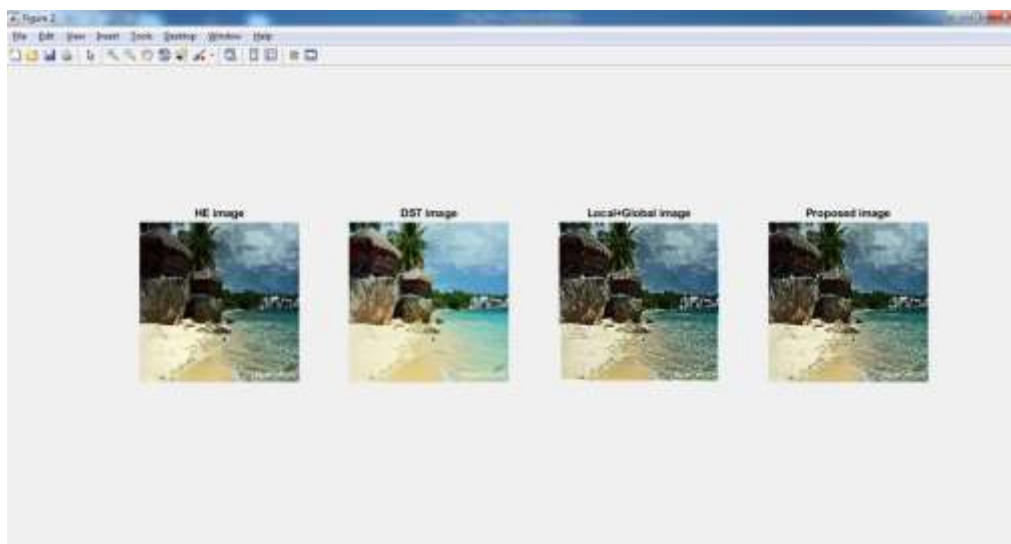 Figure 2
File Edit View Insert Tools Desktop Window Help
HE image DST image Local+Global image Proposed image